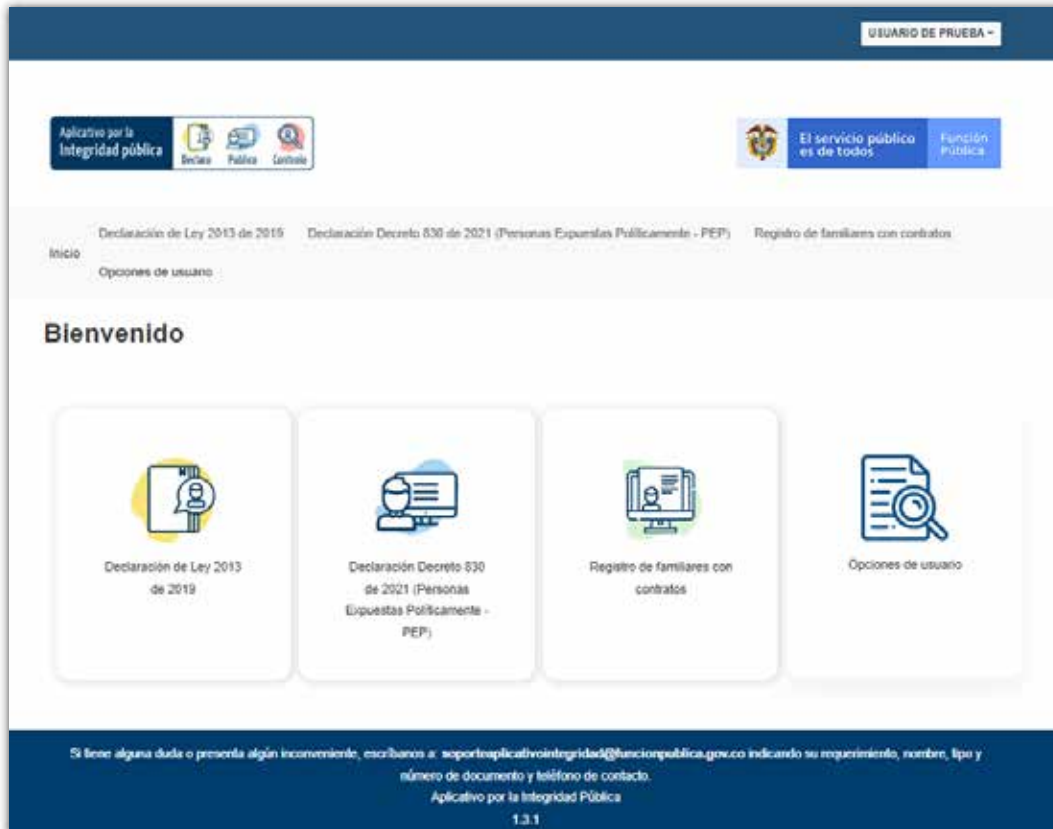 USUARIO DE PRUEBA
Aplicativo por la
Integridad pública
Declara Publica Controla
El servicio público
es de todos
Función
Pública
Inicio
Declaración de Ley 2013 de 2019 Declaración Decreto 830 de 2021 (Personas Expuestas Políticamente - PEP) Registro de familiares con contratos
Opciones de usuario
Bienvenido
Declaración de Ley 2013
de 2019
Declaración Decreto 830
de 2021 (Personas
Expuestas Políticamente -
PEP)
Registro de familiares con
contratos
Opciones de usuario
Si tiene alguna duda o presenta algún inconveniente, escríbanos a: soporteaplicativointegridad@funcionpublica.gov.co indicando su requerimiento, nombre, tipo y
número de documento y teléfono de contacto.
Aplicativo por la Integridad Pública
1.3.1